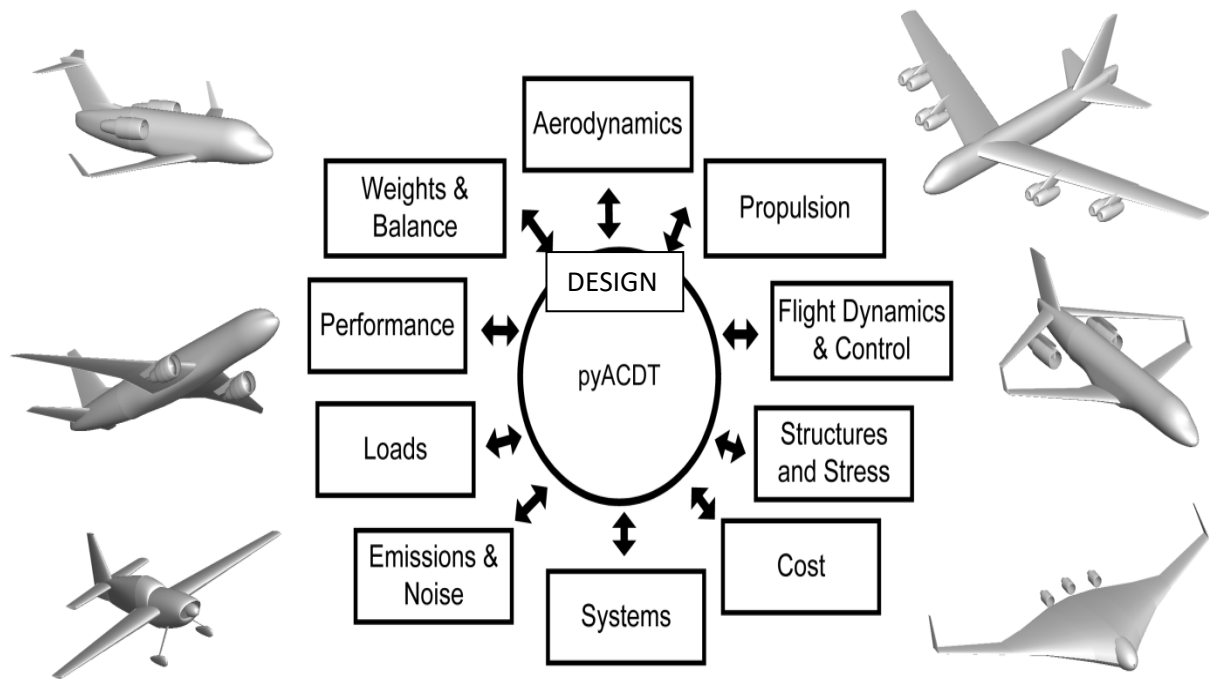 Aerodynamics
Weights &
Balance
Propulsion
DESIGN
Performance
Flight Dynamics
& Control
pyACDT
Loads
Structures
and Stress
Emissions &
Noise
Cost
Systems